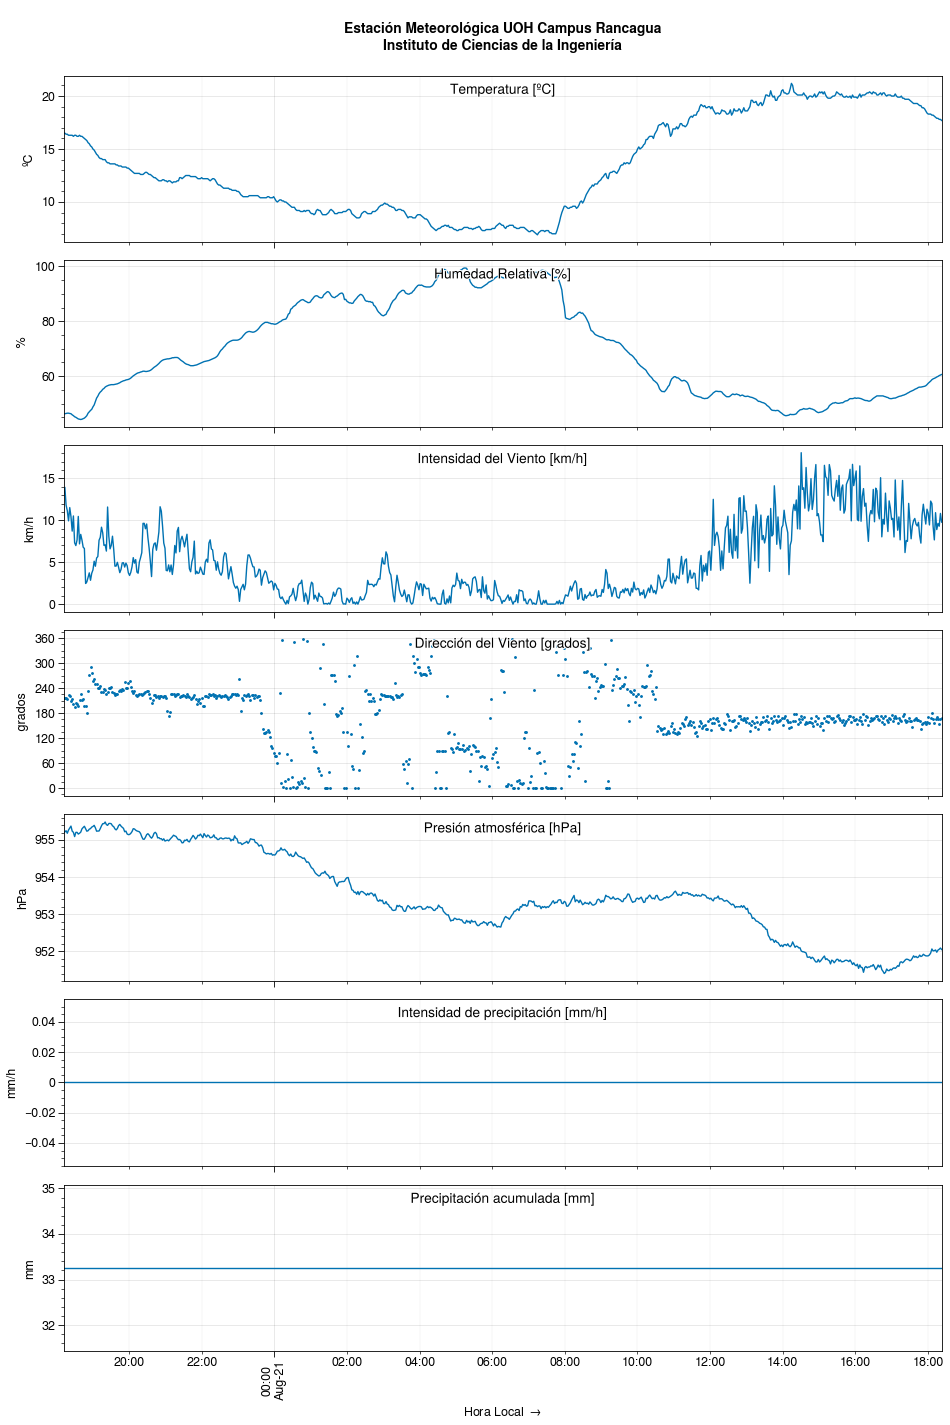 Estación Meteorológica UOH Campus Rancagua
Instituto de Ciencias de la Ingeniería
Temperatura [ºC]
ºC
20
15
10
Humedad Relativa [%]
%
100
80
60
Intensidad del Viento [km/h]
km/h
15
10
5
0
Dirección del Viento [grados]
grados
360
300
240
180
120
60
0
Presión atmosférica [hPa]
hPa
955
954
953
952
Intensidad de precipitación [mm/h]
mm/h
0.04
0.02
0
−0.02
−0.04
Precipitación acumulada [mm]
mm
35
34
33
32
20:00 22:00 00:00 02:00 04:00 06:00 08:00 10:00 12:00 14:00 16:00 18:00
Aug-21
Hora Local →